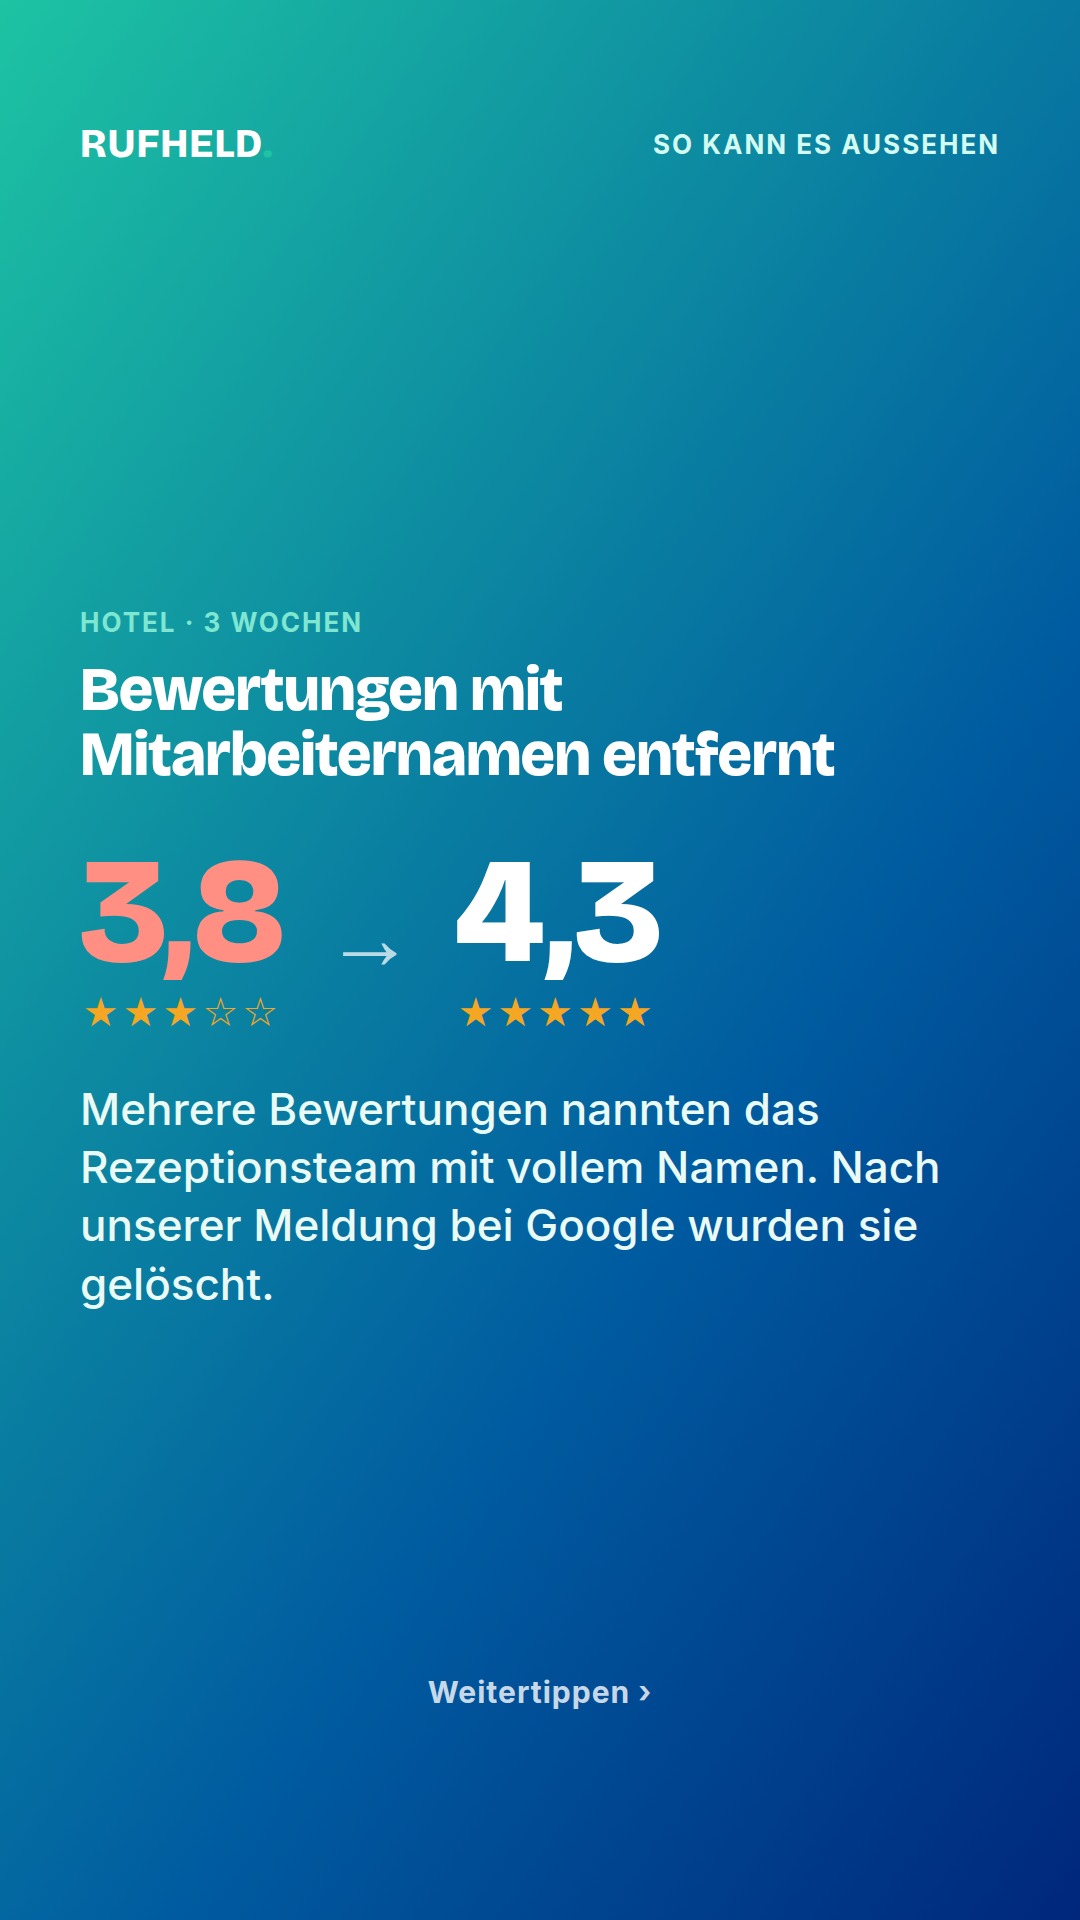 RUFHELD.
SO KANN ES AUSSEHEN
HOTEL · 3 WOCHEN
Bewertungen mit
Mitarbeiternamen entfernt
3,8 → 4,3
★★★☆☆ ★★★★★
Mehrere Bewertungen nannten das
Rezeptionsteam mit vollem Namen. Nach
unserer Meldung bei Google wurden sie
gelöscht.
Weitertippen ›